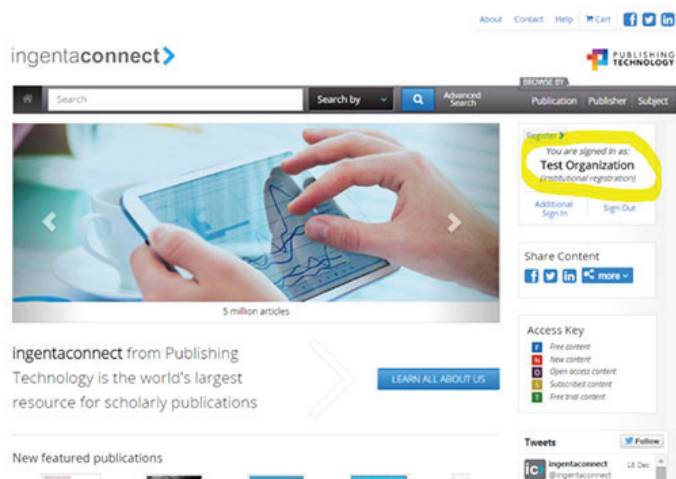 About Contact Help Cart
ingentaconnect
PUBLISHING
TECHNOLOGY
BROWSE BY
Search
Search by
Advanced
Search
Publication Publisher Subject
Register
You are signed in as:
Test Organization
(institutional registration)
Additional
Sign In
Sign Out
5 million articles
Share Content
more
ingentaconnect from Publishing
Technology is the world's largest
resource for scholarly publications
LEARN ALL ABOUT US
Access Key
F Free content
N New content
O Open access content
S Subscribed content
T Free trial content
New featured publications
Tweets
Follow
ic
ingentaconnect 18 Dec
@ingentaconnect